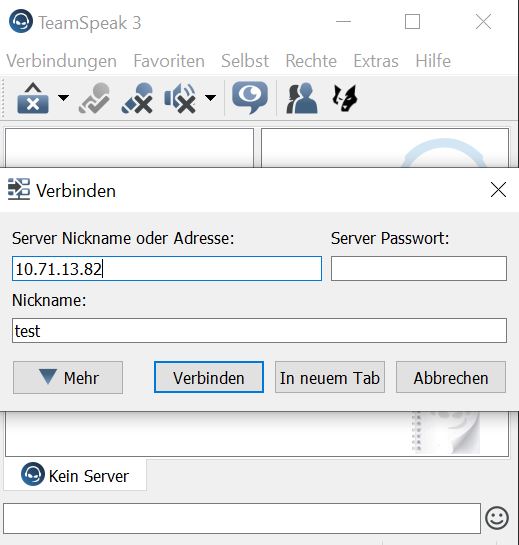 TeamSpeak 3
Verbindungen Favoriten Selbst Rechte Extras Hilfe
Verbinden
Server Nickname oder Adresse: Server Passwort:
10.71.13.82
Nickname:
test
Mehr Verbinden In neuem Tab Abbrechen
Kein Server